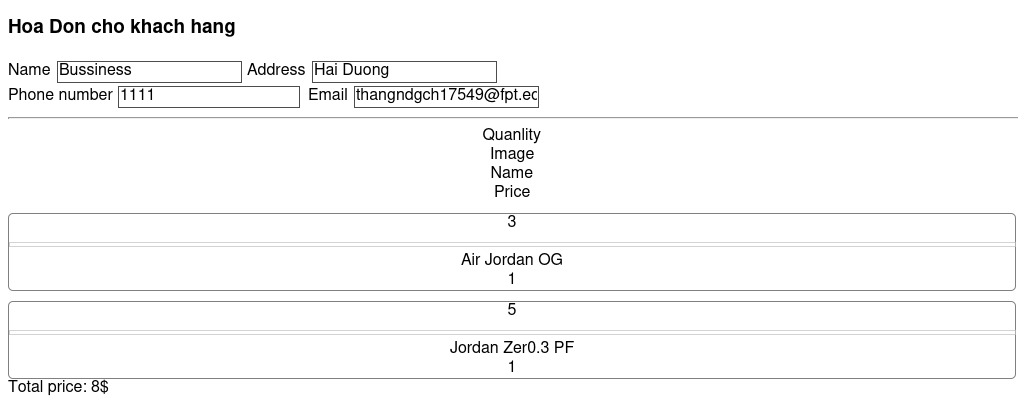 Hoa Don cho khach hang
Name Bussiness Address Hai Duong
Phone number 1111 Email thangndgch17549@fpt.ec
Quanlity
Image
Name
Price
3
Air Jordan OG
1
5
Jordan Zer0.3 PF
1
Total price: 8$